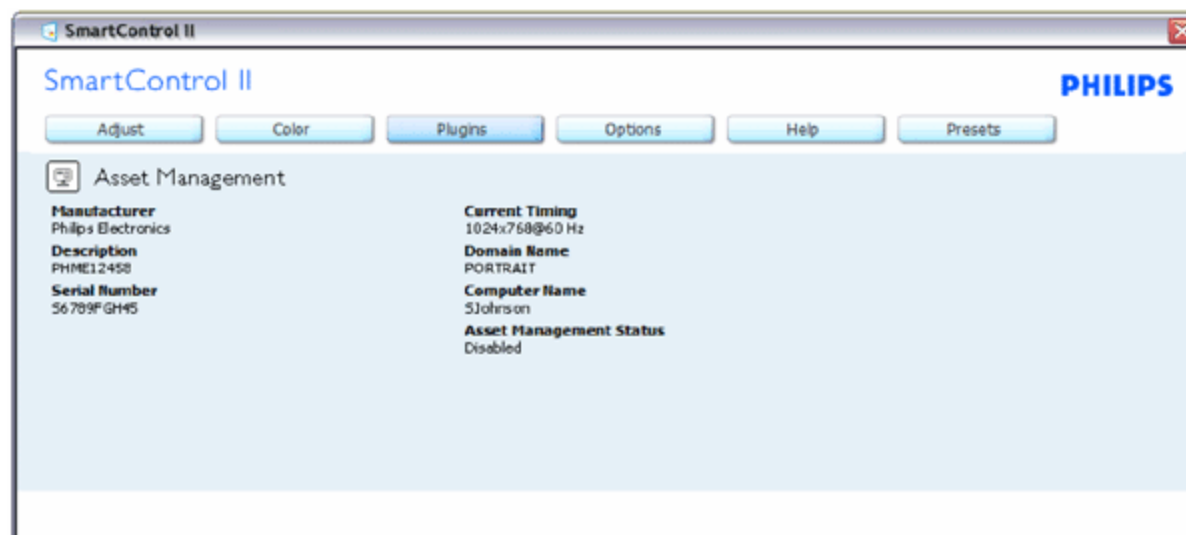 SmartControl II
SmartControl II
PHILIPS
Adjust
Color
Plugins
Options
Help
Presets
Asset Management
Manufacturer
Philips Electronics
Description
PHME12458
Serial Number
56789FGH45
Current Timing
1024x768@60 Hz
Domain Name
PORTRAIT
Computer Name
SJohnson
Asset Management Status
Disabled